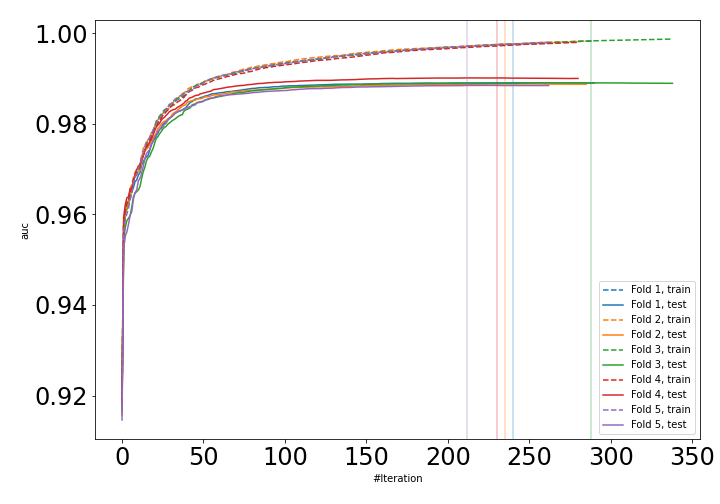 1.00
0.98
0.96
0.94
0.92
auc
0 50 100 150 200 250 300 350
#Iteration
Fold 1, train
Fold 1, test
Fold 2, train
Fold 2, test
Fold 3, train
Fold 3, test
Fold 4, train
Fold 4, test
Fold 5, train
Fold 5, test